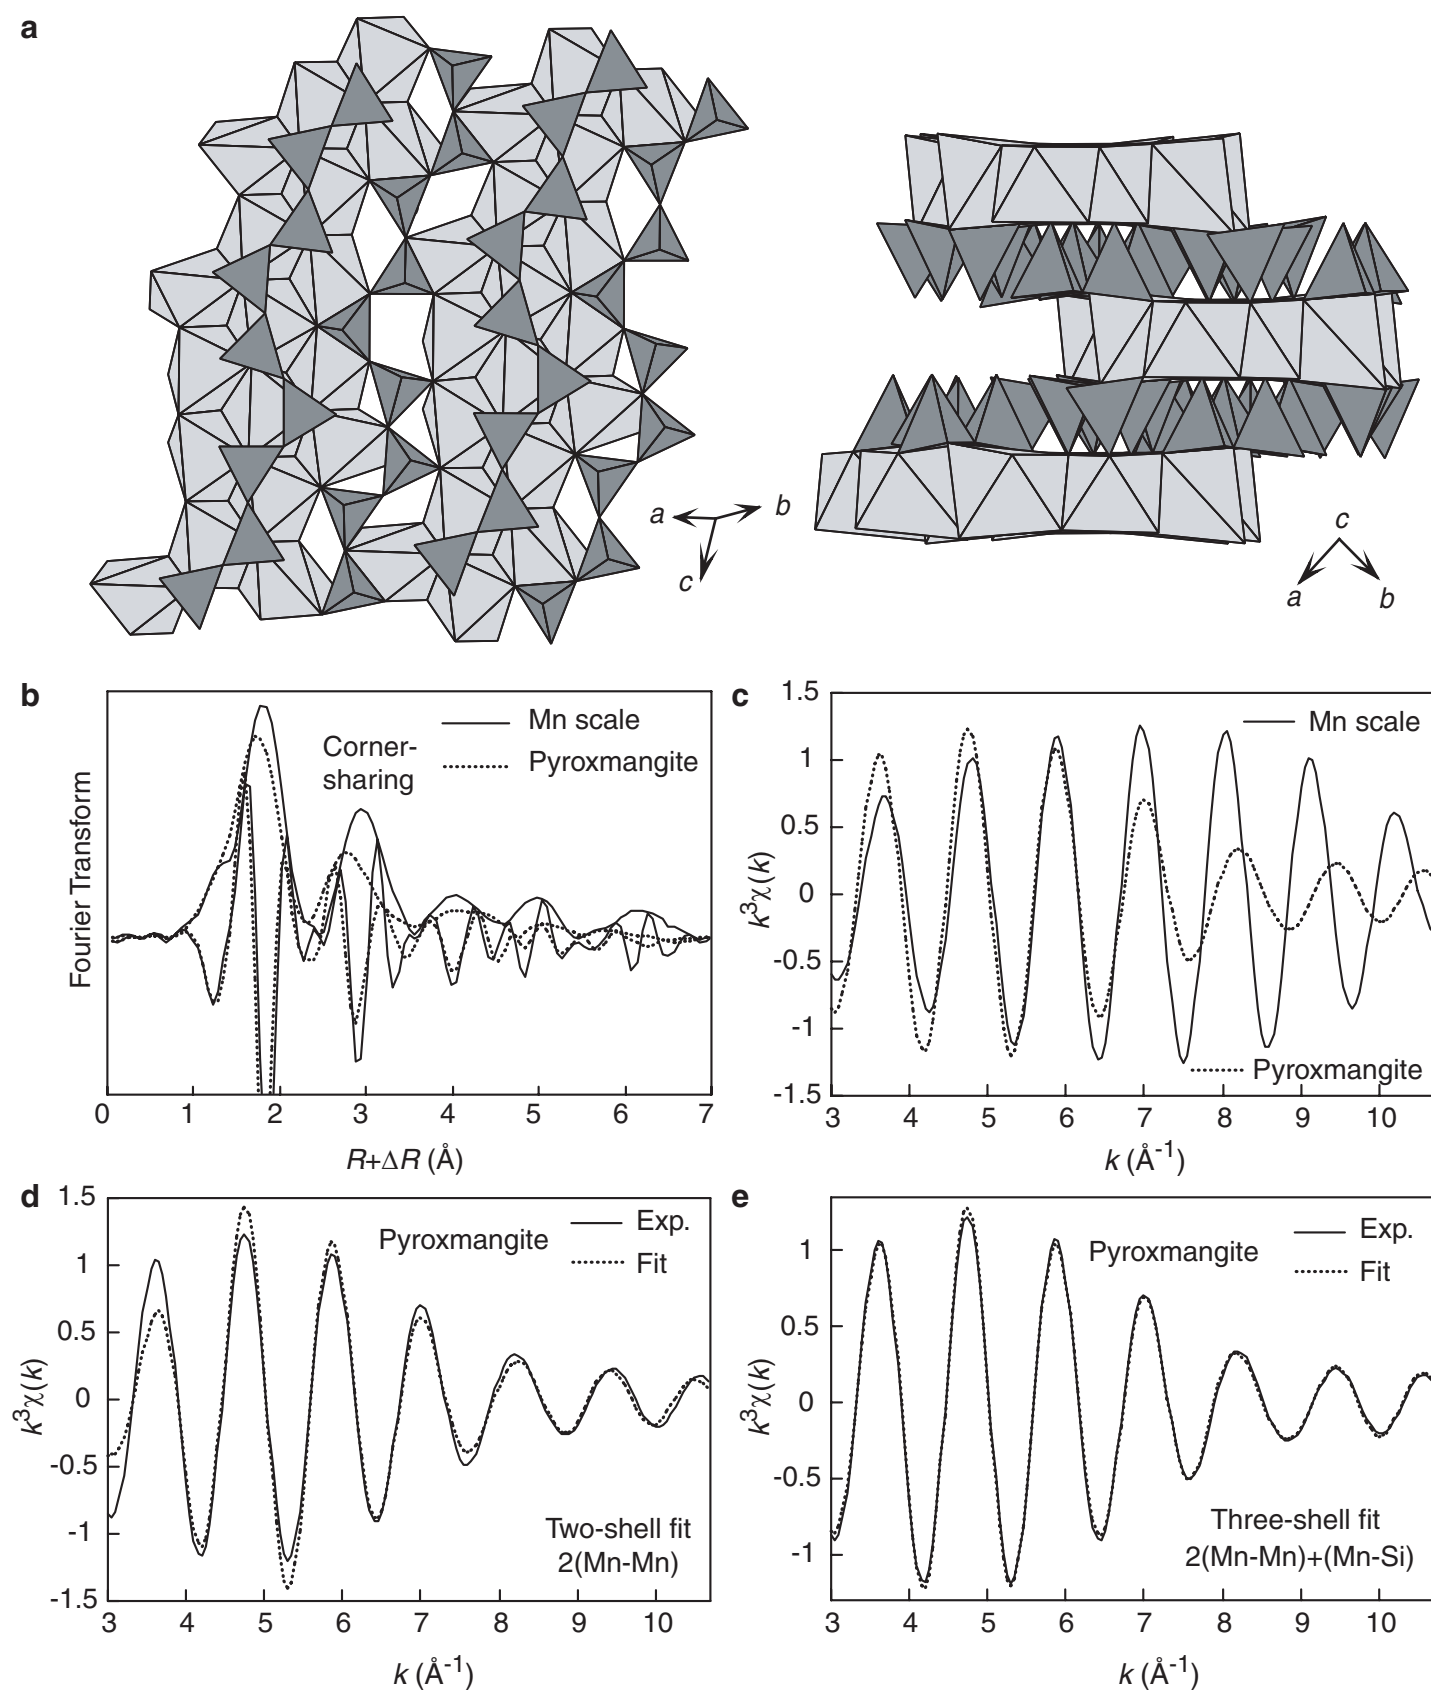 a
a b c
c a b
b
Mn scale
Pyroxmangite
Corner-
sharing
Fourier Transform
0 1 2 3 4 5 6 7
R+ΔR (Å)
c
1.5
1
0.5
0
-0.5
-1
-1.5
k³χ(k)
Mn scale
Pyroxmangite
3 4 5 6 7 8 9 10
k (Å⁻¹)
d
1.5
1
0.5
0
-0.5
-1
-1.5
k³χ(k)
Pyroxmangite
Exp.
Fit
Two-shell fit
2(Mn-Mn)
3 4 5 6 7 8 9 10
k (Å⁻¹)
e
1
0.5
0
-0.5
-1
k³χ(k)
Pyroxmangite
Exp.
Fit
Three-shell fit
2(Mn-Mn)+(Mn-Si)
3 4 5 6 7 8 9 10
k (Å⁻¹)